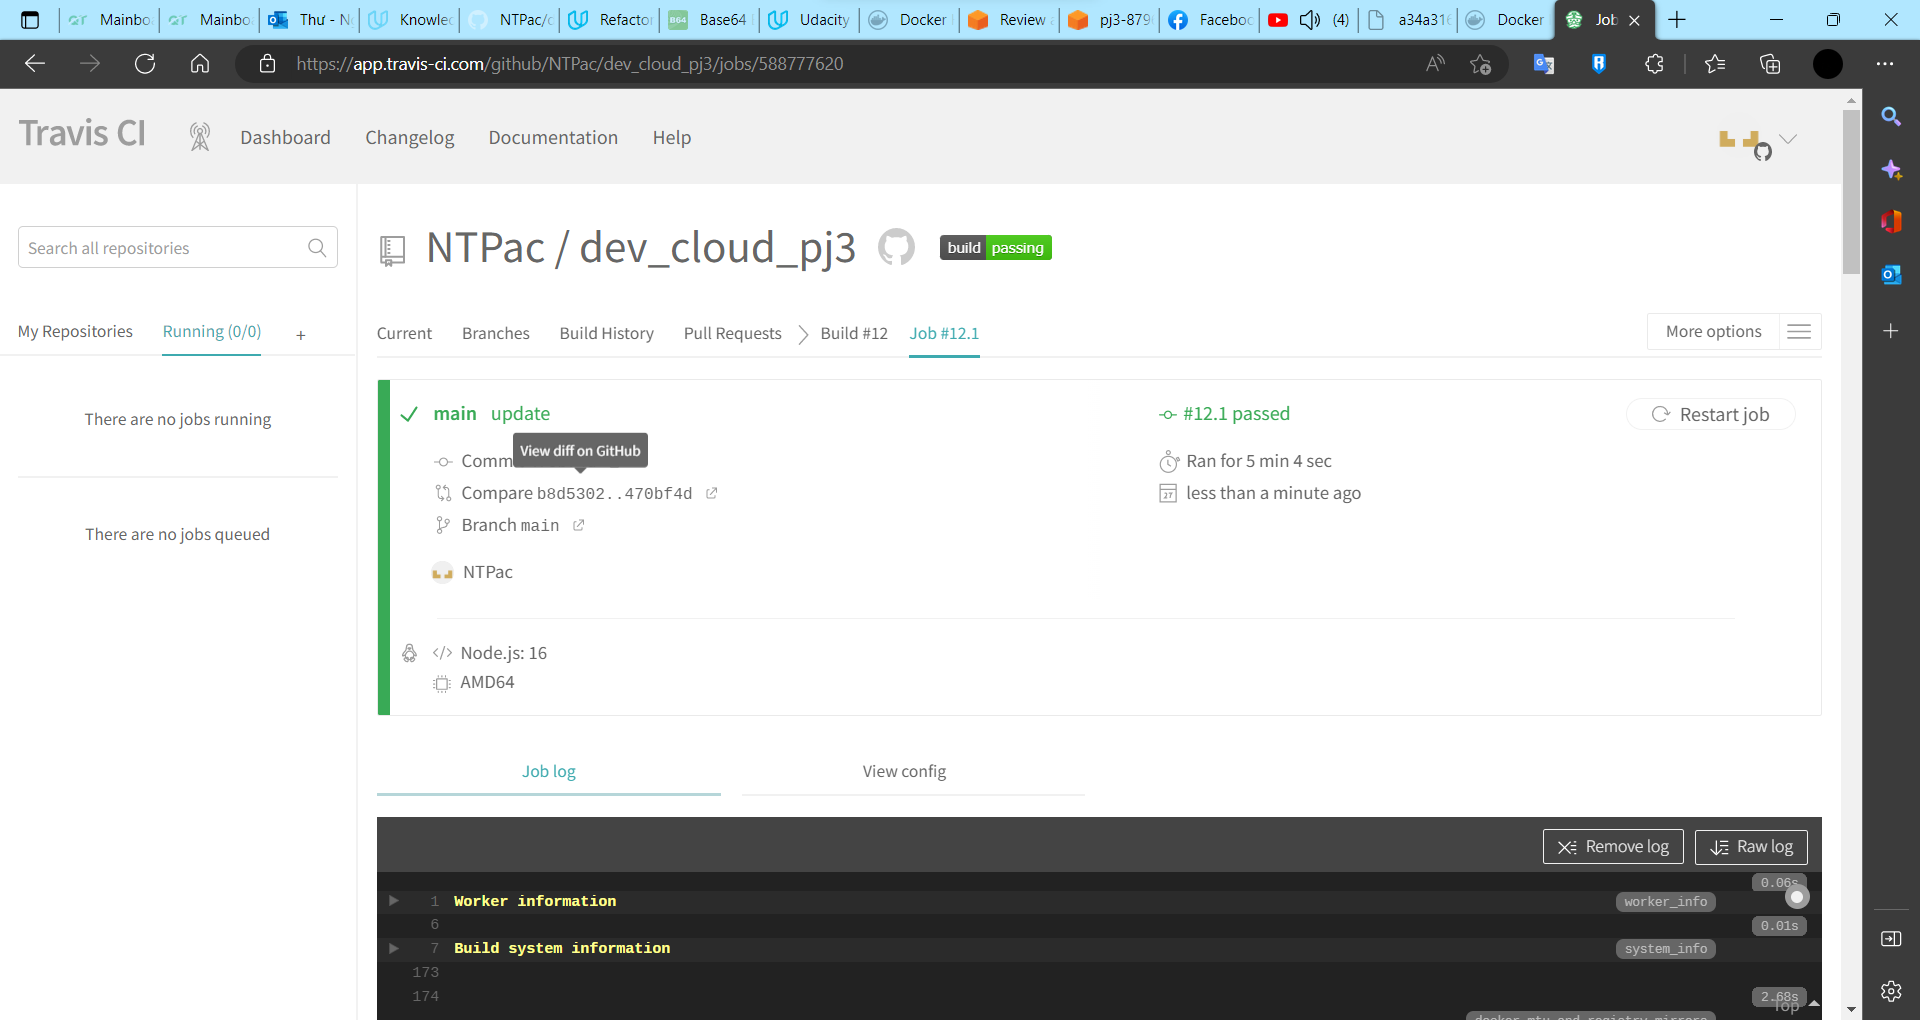 Mainbo
Mainbo
Thư - N
Knowle
NTPac/d
Refactor
Base64
Udacity
Docker
Review a
pj3-879
Faceboo
(4)
a34a316
Docker
Job
https://app.travis-ci.com/github/NTPac/dev_cloud_pj3/jobs/588777620
Travis CI
Dashboard
Changelog
Documentation
Help
Search all repositories
NTPac / dev_cloud_pj3
build passing
My Repositories
Running (0/0)
+
Current
Branches
Build History
Pull Requests
Build #12
Job #12.1
More options
There are no jobs running
There are no jobs queued
main update
#12.1 passed
Restart job
View diff on GitHub
Comm
Ran for 5 min 4 sec
Compare b8d5302..470bf4d
less than a minute ago
Branch main
NTPac
Node.js: 16
AMD64
Job log
View config
Remove log
Raw log
0.06s
1 Worker information
worker_info
6
0.01s
7 Build system information
system_info
173
174
2.68s
Top
docker_mtu_and_registry_mirrors